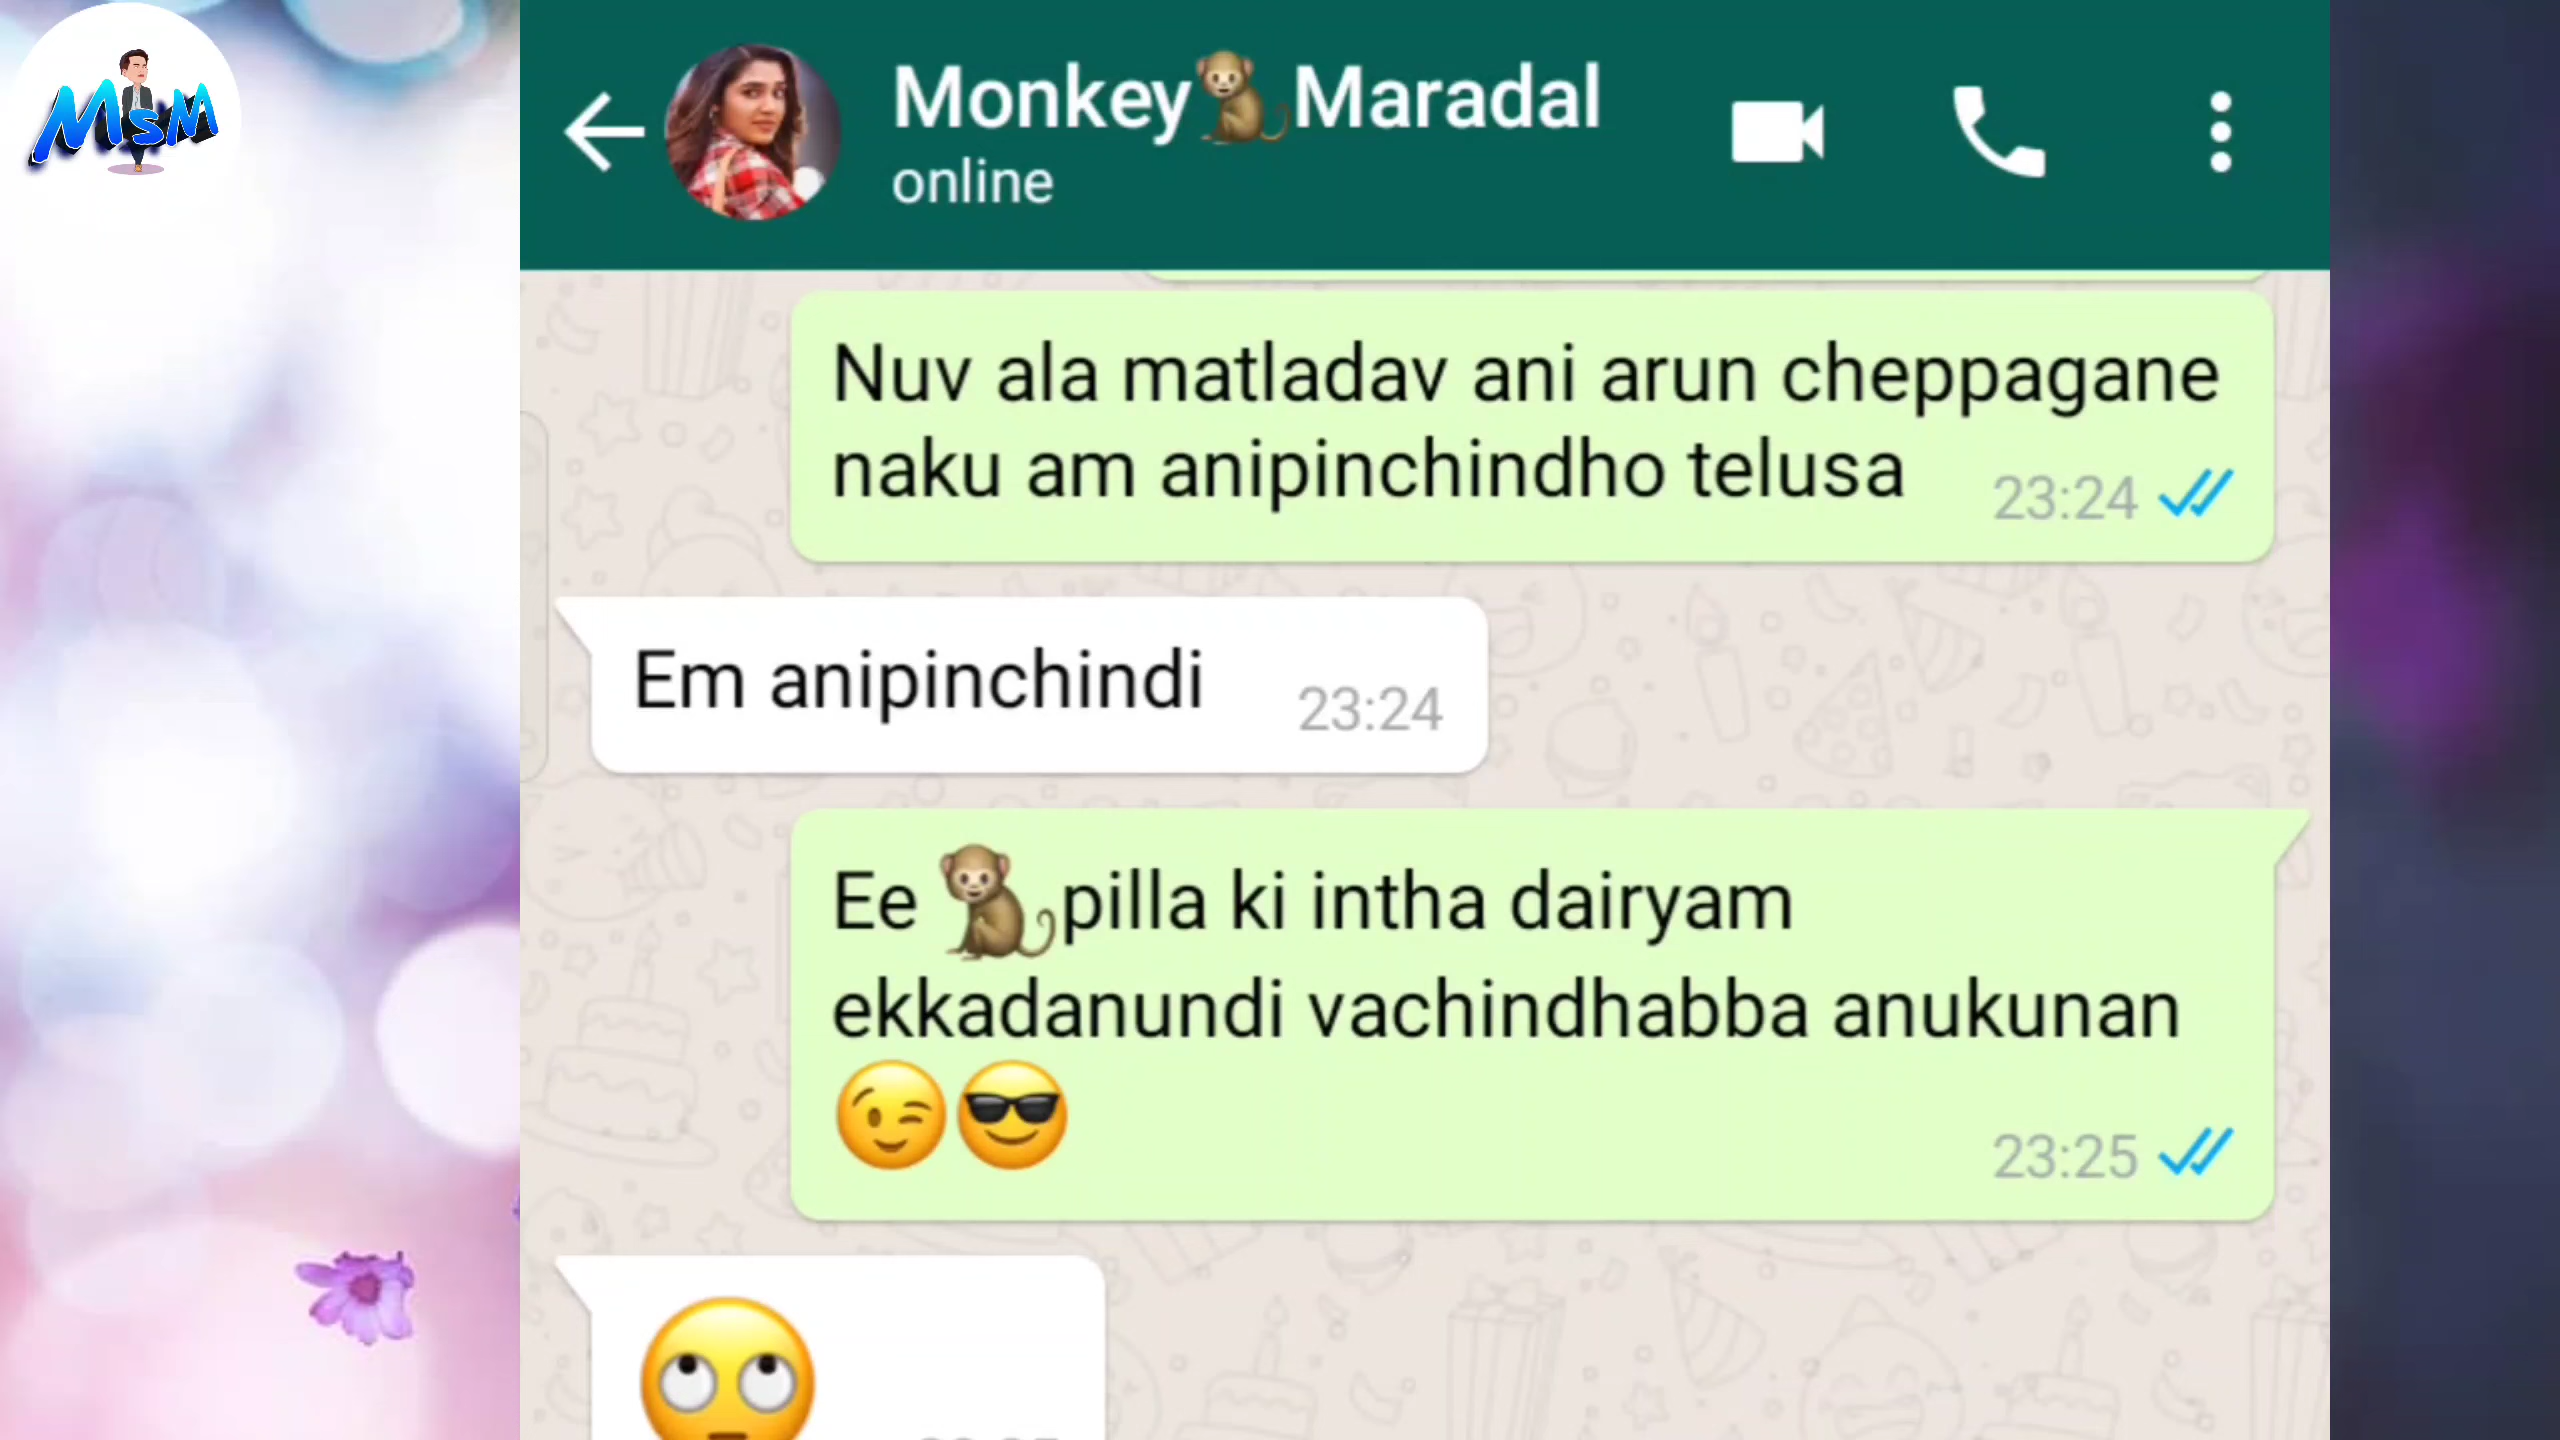 MSM
Monkey🐒Maradal
online
Nuv ala matladav ani arun cheppagane
naku am anipinchindho telusa
23:24
Em anipinchindi
23:24
Ee 🐒pilla ki intha dairyam
ekkadanundi vachindhabba anukunan
😉😎
23:25
🙄